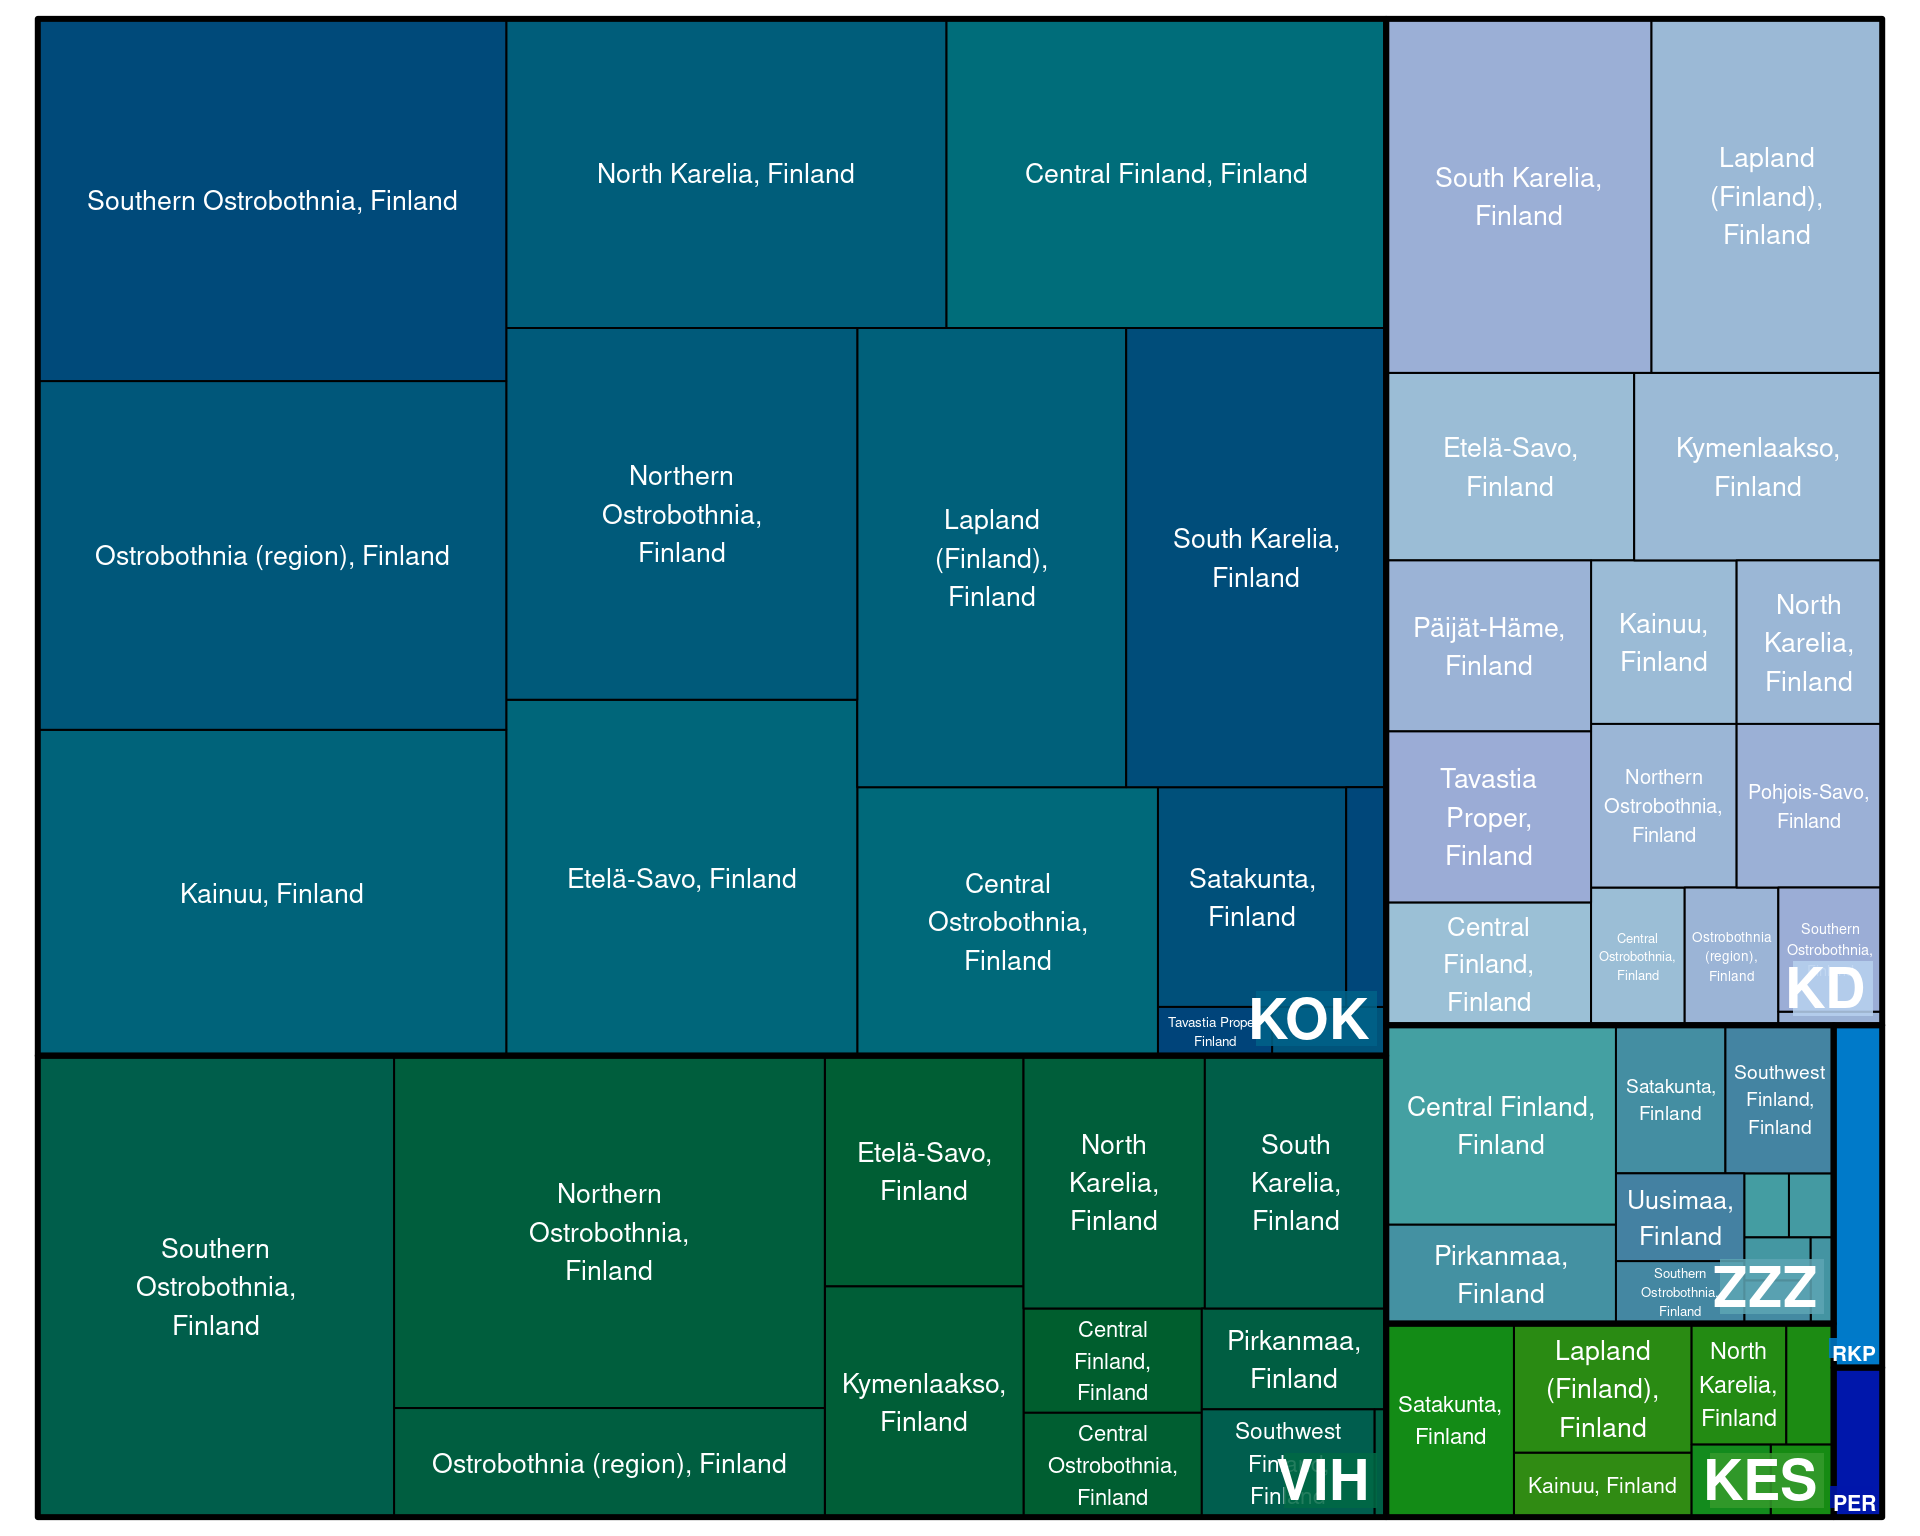 Southern Ostrobothnia, Finland
North Karelia, Finland
Central Finland, Finland
Ostrobothnia (region), Finland
Northern
Ostrobothnia,
Finland
Lapland
(Finland),
Finland
South Karelia,
Finland
Kainuu, Finland
Etelä-Savo, Finland
Central
Ostrobothnia,
Finland
Satakunta,
Finland
Tavastia
Finland
KOK
South Karelia,
Finland
Lapland
(Finland),
Finland
Etelä-Savo,
Finland
Kymenlaakso,
Finland
Päijät-Häme,
Finland
Kainuu,
Finland
North
Karelia,
Finland
Tavastia
Proper,
Finland
Northern
Ostrobothnia,
Finland
Pohjois-Savo,
Finland
Central
Finland,
Finland
Central
Ostrobothnia,
Finland
Ostrobothnia
(region),
Finland
Southern
Ostrobothnia,
KD
Southern
Ostrobothnia,
Finland
Northern
Ostrobothnia,
Finland
Ostrobothnia (region), Finland
Etelä-Savo,
Finland
Kymenlaakso,
Finland
North
Karelia,
Finland
South
Karelia,
Finland
Central
Finland,
Finland
Pirkanmaa,
Finland
Central
Ostrobothnia,
Finland
Southwest
VIH
Central Finland,
Finland
Satakunta,
Finland
Southwest
Finland,
Finland
Pirkanmaa,
Finland
Uusimaa,
Finland
Southern
Ostrobothnia,
Finland
ZZZ
RKP
Satakunta,
Finland
Lapland
(Finland),
Finland
North
Karelia,
Finland
Kainuu, Finland
KES
PER